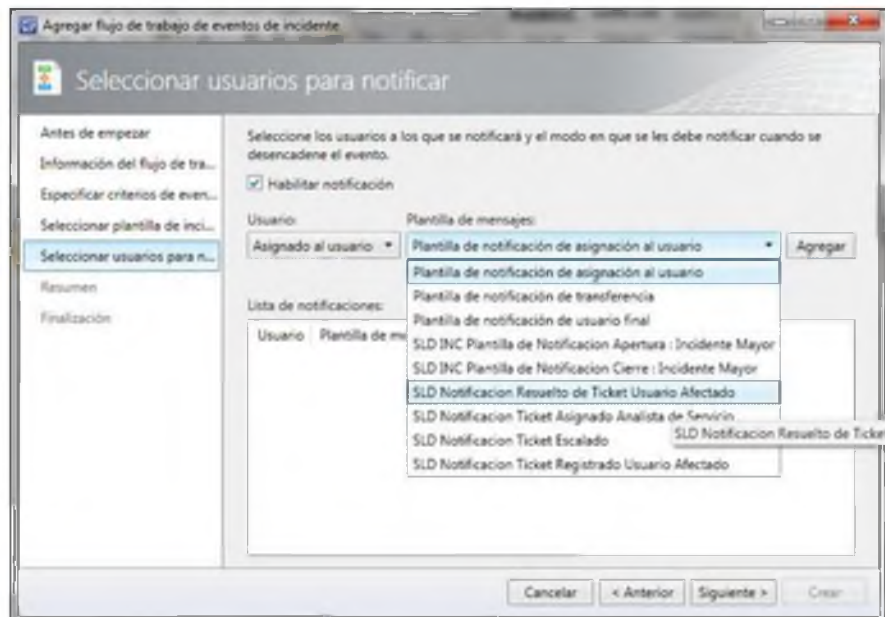 Agregar flujo de trabajo de eventos de incidente
Seleccionar usuarios para notificar
Antes de empezar
Información del flujo de tra...
Especificar criterios de even...
Seleccionar plantilla de inci...
Seleccionar usuarios para n...
Resumen
Finalización
Seleccione los usuarios a los que se notificará y el modo en que se les debe notificar cuando se
desencadene el evento.
Habilitar notificación
Usuario: Plantilla de mensajes:
Asignado al usuario Plantilla de notificación de asignación al usuario Agregar
Plantilla de notificación de asignación al usuario
Plantilla de notificación de transferencia
Plantilla de notificación de usuario final
SLD INC Plantilla de Notificacion Apertura : Incidente Mayor
SLD INC Plantilla de Notificacion Cierre : Incidente Mayor
SLD Notificacion Resuelto de Ticket Usuario Afectado
SLD Notificacion Ticket Asignado Analista de Servicio
SLD Notificacion Ticket Escalado
SLD Notificacion Ticket Registrado Usuario Afectado
SLD Notificacion Resuelto de Ticket
Lista de notificaciones:
Usuario Plantilla de me
Cancelar < Anterior Siguiente > Crear